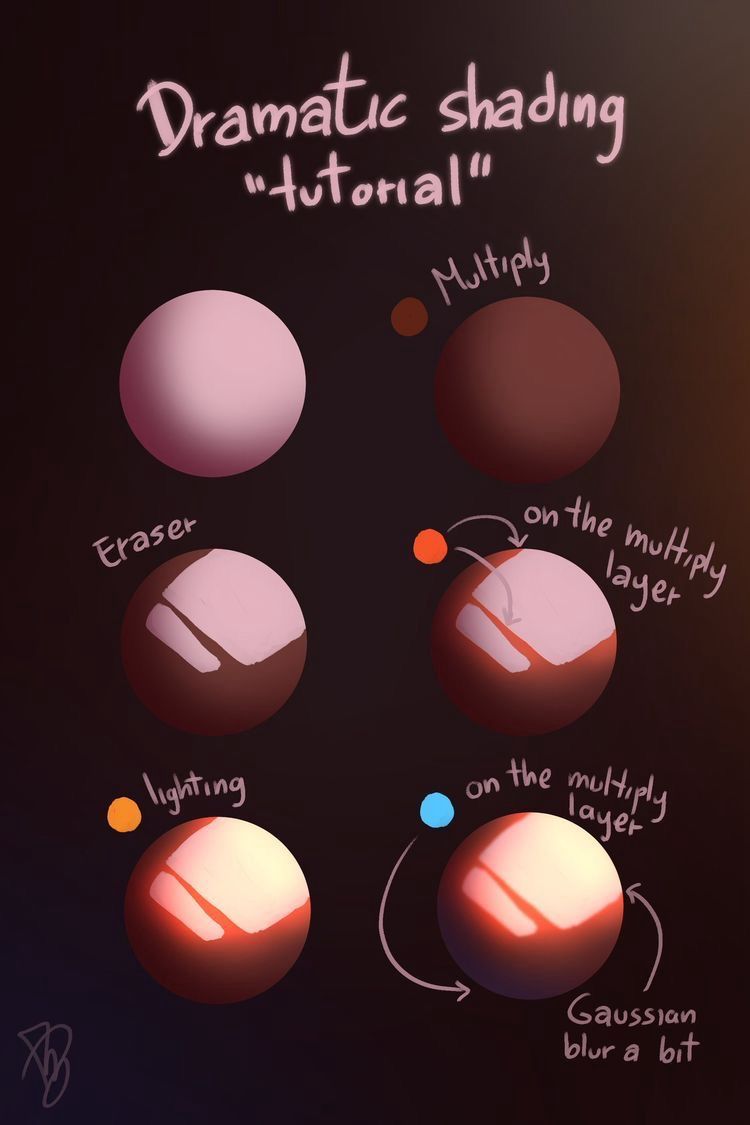 Dramatic shading
"tutorial"
Multiply
Eraser
on the multiply
layer
lighting
on the multiply
layer
Gaussian
blur a bit